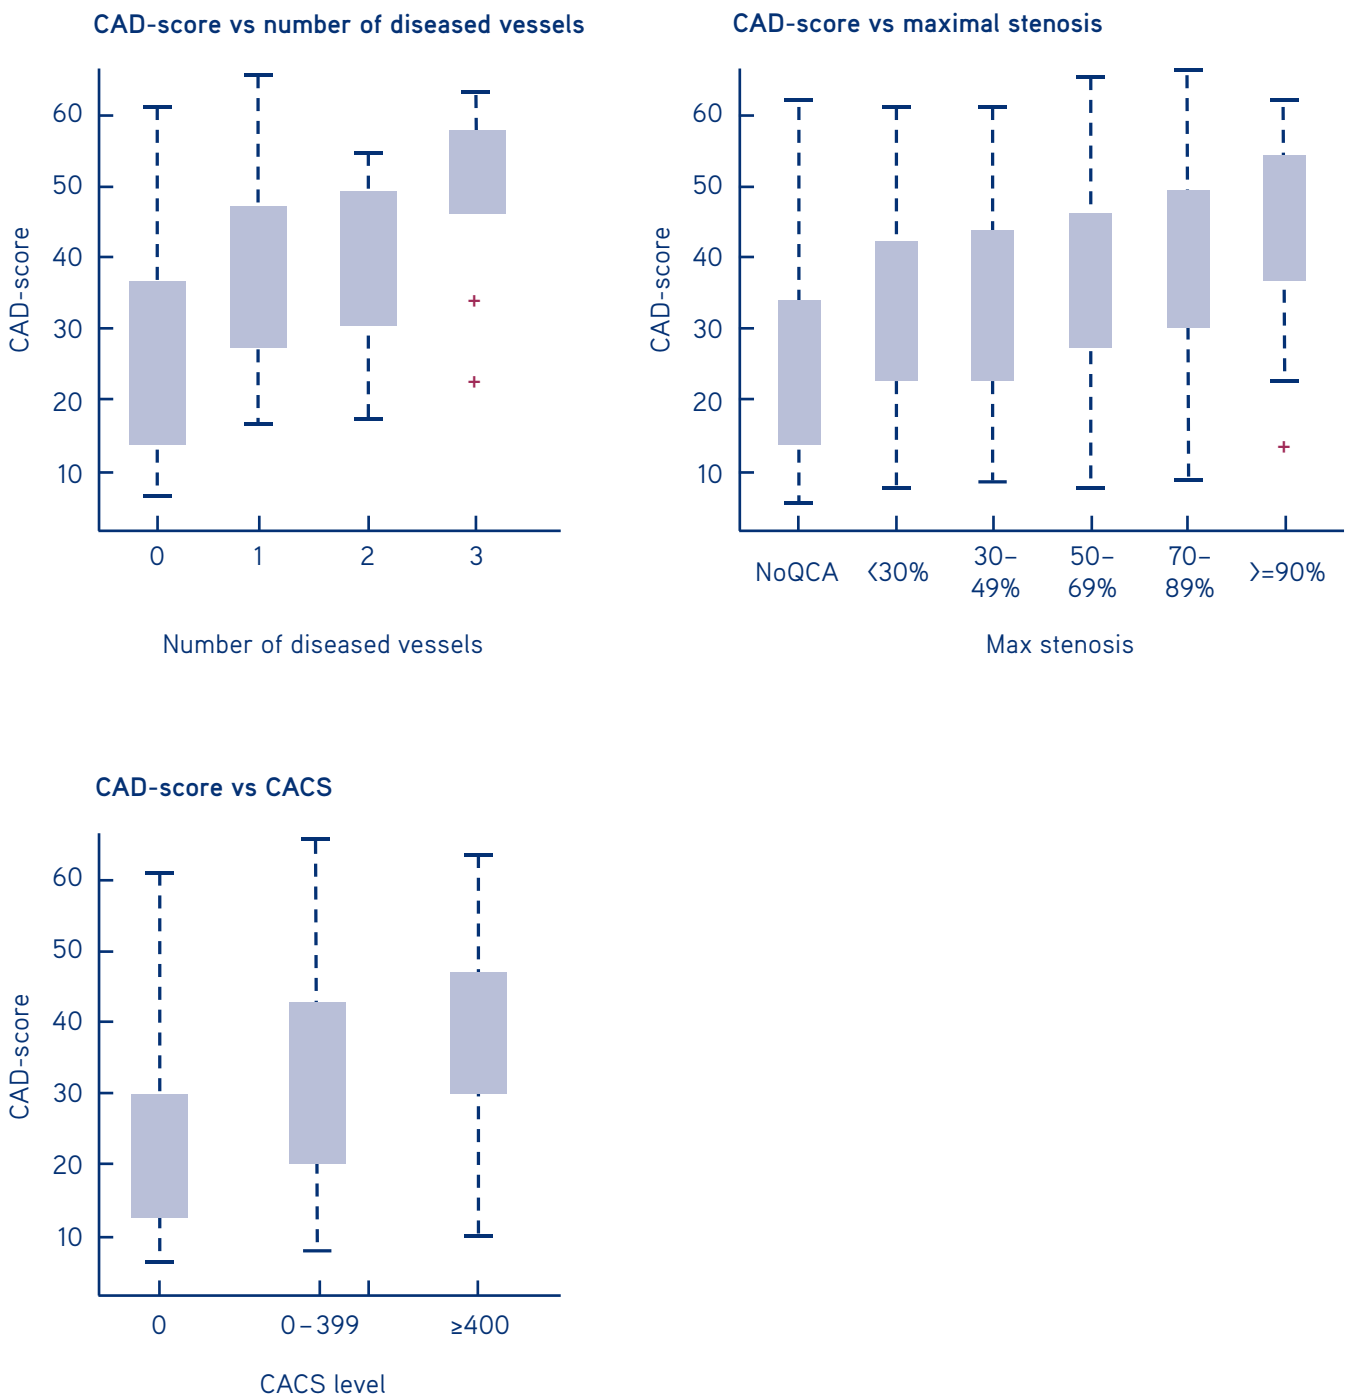 CAD-score vs number of diseased vessels
CAD-score
60
50
40
30
20
10
0 1 2 3
Number of diseased vessels
CAD-score vs maximal stenosis
CAD-score
60
50
40
30
20
10
NoQCA <30% 30– 50– 70– >=90%
49% 69% 89%
Max stenosis
CAD-score vs CACS
CAD-score
60
50
40
30
20
10
0 0–399 ≥400
CACS level